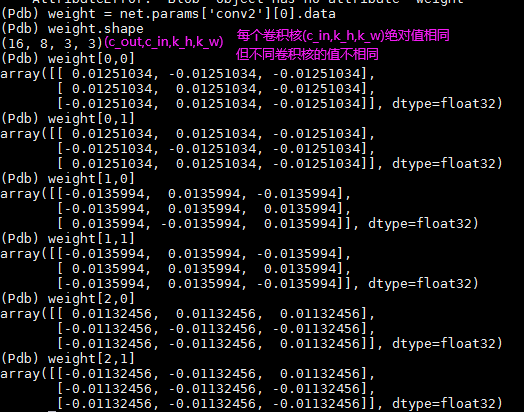 AttributeError: 'Blob' object has no attribute 'weight'
(Pdb) weight = net.params['conv2'][0].data
(Pdb) weight.shape
(16, 8, 3, 3)(c_out,c_in,k_h,k_w) 每个卷积核(c_in,k_h,k_w)绝对值相同
但不同卷积核的值不相同
(Pdb) weight[0,0]
array([[ 0.01251034, -0.01251034, -0.01251034],
[ 0.01251034,  0.01251034, -0.01251034],
[ 0.01251034, -0.01251034, -0.01251034]], dtype=float32)
(Pdb) weight[0,1]
array([[ 0.01251034,  0.01251034, -0.01251034],
[-0.01251034,  0.01251034, -0.01251034],
[ 0.01251034,  0.01251034, -0.01251034]], dtype=float32)
(Pdb) weight[1,0]
array([[-0.0135994,  0.0135994, -0.0135994],
[-0.0135994,  0.0135994,  0.0135994],
[ 0.0135994, -0.0135994,  0.0135994]], dtype=float32)
(Pdb) weight[1,1]
array([[-0.0135994,  0.0135994, -0.0135994],
[ 0.0135994,  0.0135994, -0.0135994],
[-0.0135994,  0.0135994, -0.0135994]], dtype=float32)
(Pdb) weight[2,0]
array([[ 0.01132456,  0.01132456,  0.01132456],
[-0.01132456, -0.01132456,  0.01132456],
[-0.01132456, -0.01132456,  0.01132456]], dtype=float32)
(Pdb) weight[2,1]
array([[-0.01132456, -0.01132456,  0.01132456],
[-0.01132456, -0.01132456, -0.01132456],
[-0.01132456, -0.01132456,  0.01132456]], dtype=float32)